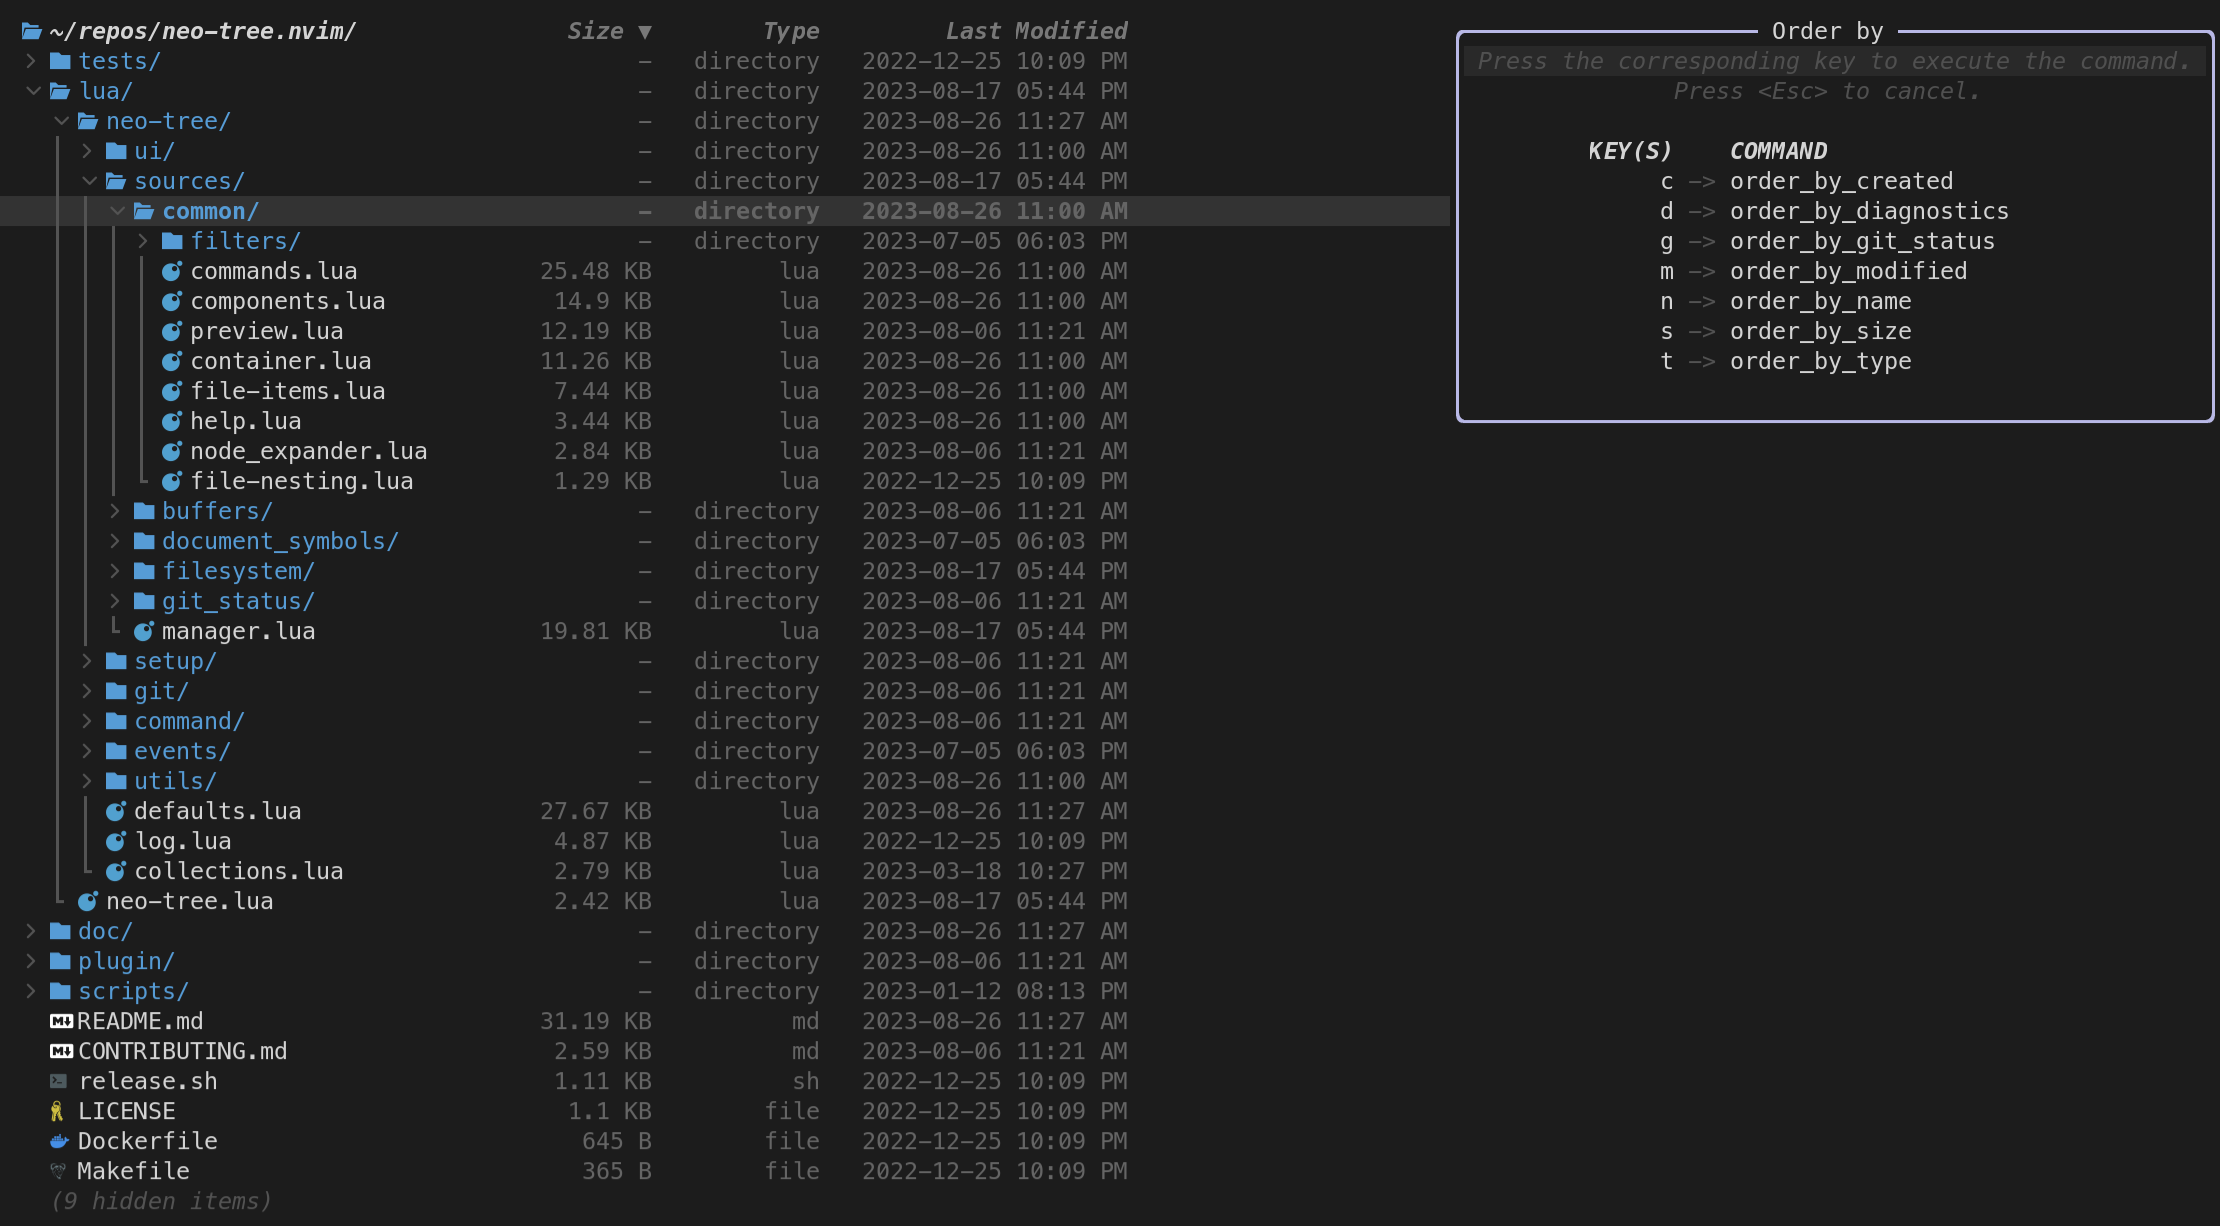 ~/repos/neo-tree.nvim/ Size ▼ Type Last Modified
tests/ – directory 2022-12-25 10:09 PM
lua/ – directory 2023-08-17 05:44 PM
neo-tree/ – directory 2023-08-26 11:27 AM
ui/ – directory 2023-08-26 11:00 AM
sources/ – directory 2023-08-17 05:44 PM
common/ – directory 2023-08-26 11:00 AM
filters/ – directory 2023-07-05 06:03 PM
commands.lua 25.48 KB lua 2023-08-26 11:00 AM
components.lua 14.9 KB lua 2023-08-26 11:00 AM
preview.lua 12.19 KB lua 2023-08-06 11:21 AM
container.lua 11.26 KB lua 2023-08-26 11:00 AM
file-items.lua 7.44 KB lua 2023-08-26 11:00 AM
help.lua 3.44 KB lua 2023-08-26 11:00 AM
node_expander.lua 2.84 KB lua 2023-08-06 11:21 AM
file-nesting.lua 1.29 KB lua 2022-12-25 10:09 PM
buffers/ – directory 2023-08-06 11:21 AM
document_symbols/ – directory 2023-07-05 06:03 PM
filesystem/ – directory 2023-08-17 05:44 PM
git_status/ – directory 2023-08-06 11:21 AM
manager.lua 19.81 KB lua 2023-08-17 05:44 PM
setup/ – directory 2023-08-06 11:21 AM
git/ – directory 2023-08-06 11:21 AM
command/ – directory 2023-08-06 11:21 AM
events/ – directory 2023-07-05 06:03 PM
utils/ – directory 2023-08-26 11:00 AM
defaults.lua 27.67 KB lua 2023-08-26 11:27 AM
log.lua 4.87 KB lua 2022-12-25 10:09 PM
collections.lua 2.79 KB lua 2023-03-18 10:27 PM
neo-tree.lua 2.42 KB lua 2023-08-17 05:44 PM
doc/ – directory 2023-08-26 11:27 AM
plugin/ – directory 2023-08-06 11:21 AM
scripts/ – directory 2023-01-12 08:13 PM
README.md 31.19 KB md 2023-08-26 11:27 AM
CONTRIBUTING.md 2.59 KB md 2023-08-06 11:21 AM
release.sh 1.11 KB sh 2022-12-25 10:09 PM
LICENSE 1.1 KB file 2022-12-25 10:09 PM
Dockerfile 645 B file 2022-12-25 10:09 PM
Makefile 365 B file 2022-12-25 10:09 PM
(9 hidden items)
Order by
Press the corresponding key to execute the command.
Press <Esc> to cancel.
KEY(S) COMMAND
c –> order_by_created
d –> order_by_diagnostics
g –> order_by_git_status
m –> order_by_modified
n –> order_by_name
s –> order_by_size
t –> order_by_type